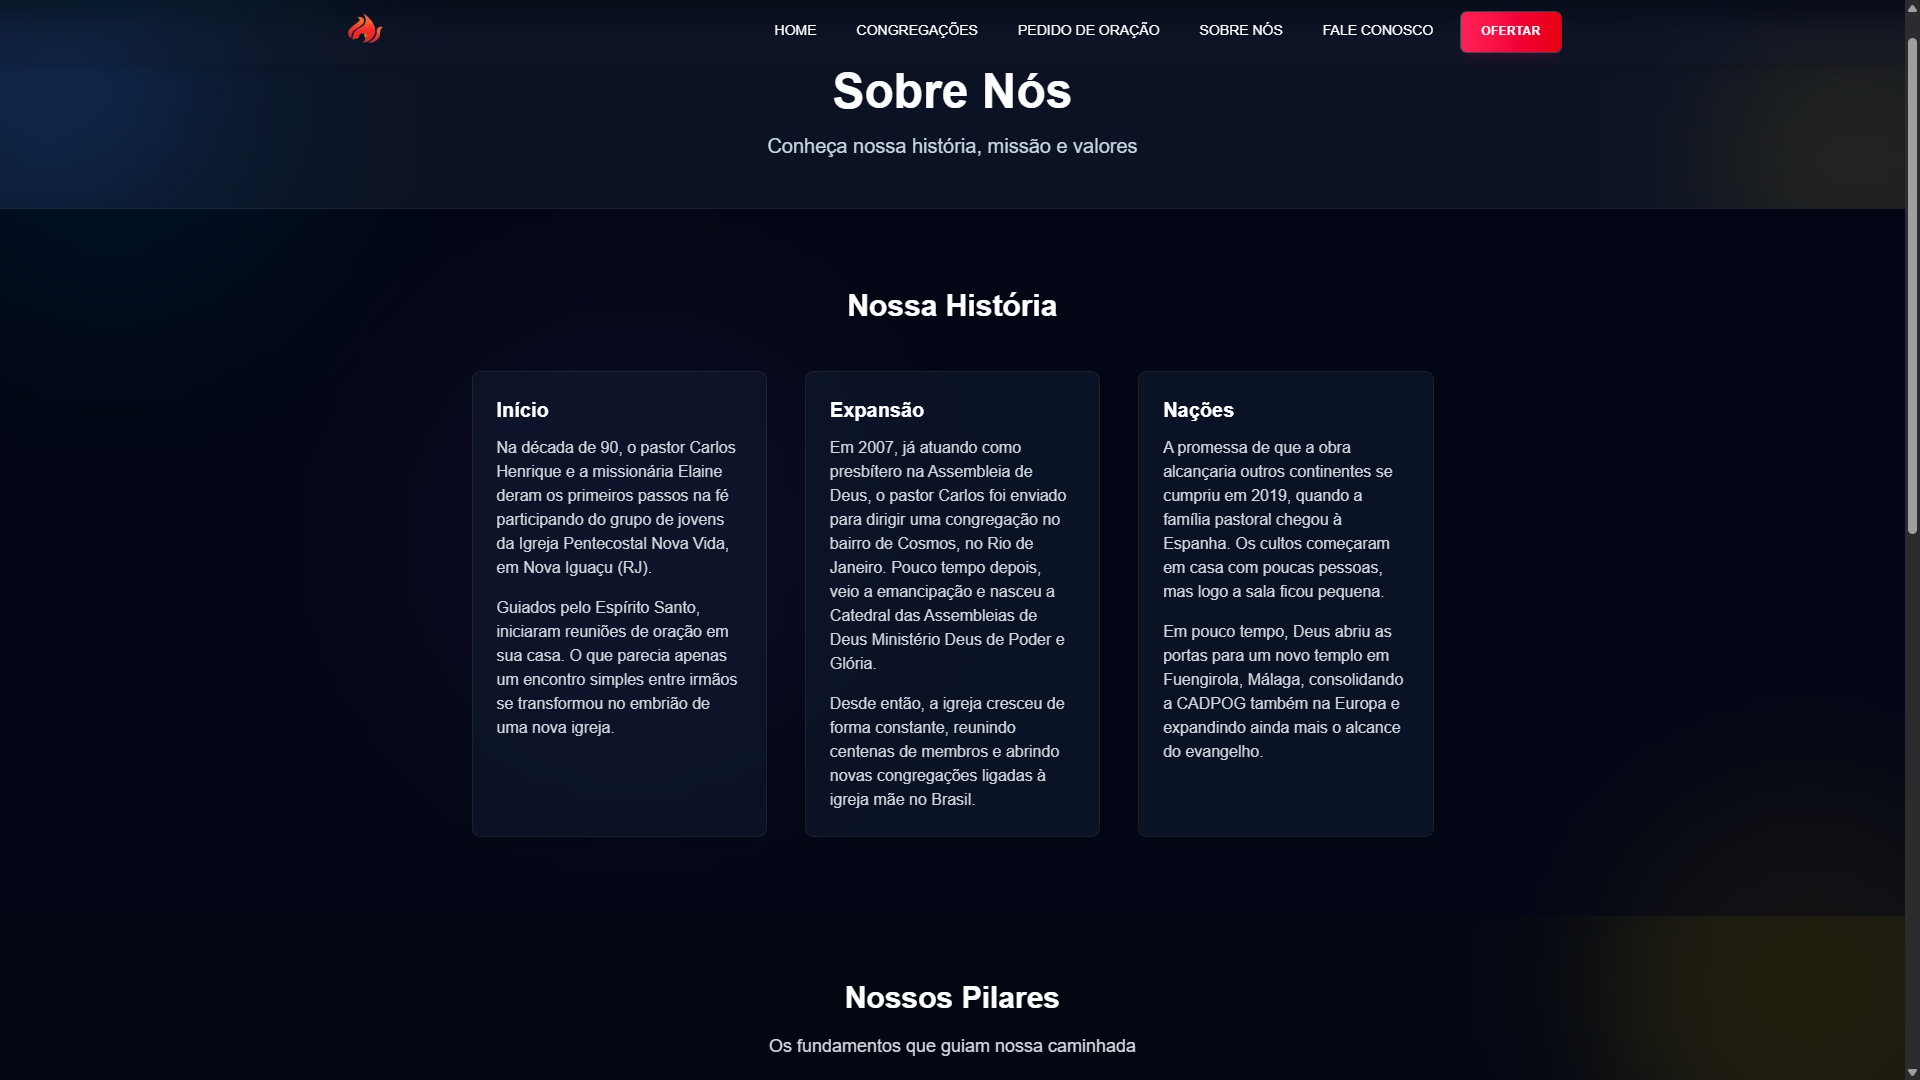 HOME
CONGREGAÇÕES
PEDIDO DE ORAÇÃO
SOBRE NÓS
FALE CONOSCO
OFERTAR
Sobre Nós
Conheça nossa história, missão e valores
Nossa História
Início
Na década de 90, o pastor Carlos
Henrique e a missionária Elaine
deram os primeiros passos na fé
participando do grupo de jovens
da Igreja Pentecostal Nova Vida,
em Nova Iguaçu (RJ).
Guiados pelo Espírito Santo,
iniciaram reuniões de oração em
sua casa. O que parecia apenas
um encontro simples entre irmãos
se transformou no embrião de
uma nova igreja.
Expansão
Em 2007, já atuando como
presbítero na Assembleia de
Deus, o pastor Carlos foi enviado
para dirigir uma congregação no
bairro de Cosmos, no Rio de
Janeiro. Pouco tempo depois,
veio a emancipação e nasceu a
Catedral das Assembleias de
Deus Ministério Deus de Poder e
Glória.
Desde então, a igreja cresceu de
forma constante, reunindo
centenas de membros e abrindo
novas congregações ligadas à
igreja mãe no Brasil.
Nações
A promessa de que a obra
alcançaria outros continentes se
cumpriu em 2019, quando a
família pastoral chegou à
Espanha. Os cultos começaram
em casa com poucas pessoas,
mas logo a sala ficou pequena.
Em pouco tempo, Deus abriu as
portas para um novo templo em
Fuengirola, Málaga, consolidando
a CADPOG também na Europa e
expandindo ainda mais o alcance
do evangelho.
Nossos Pilares
Os fundamentos que guiam nossa caminhada